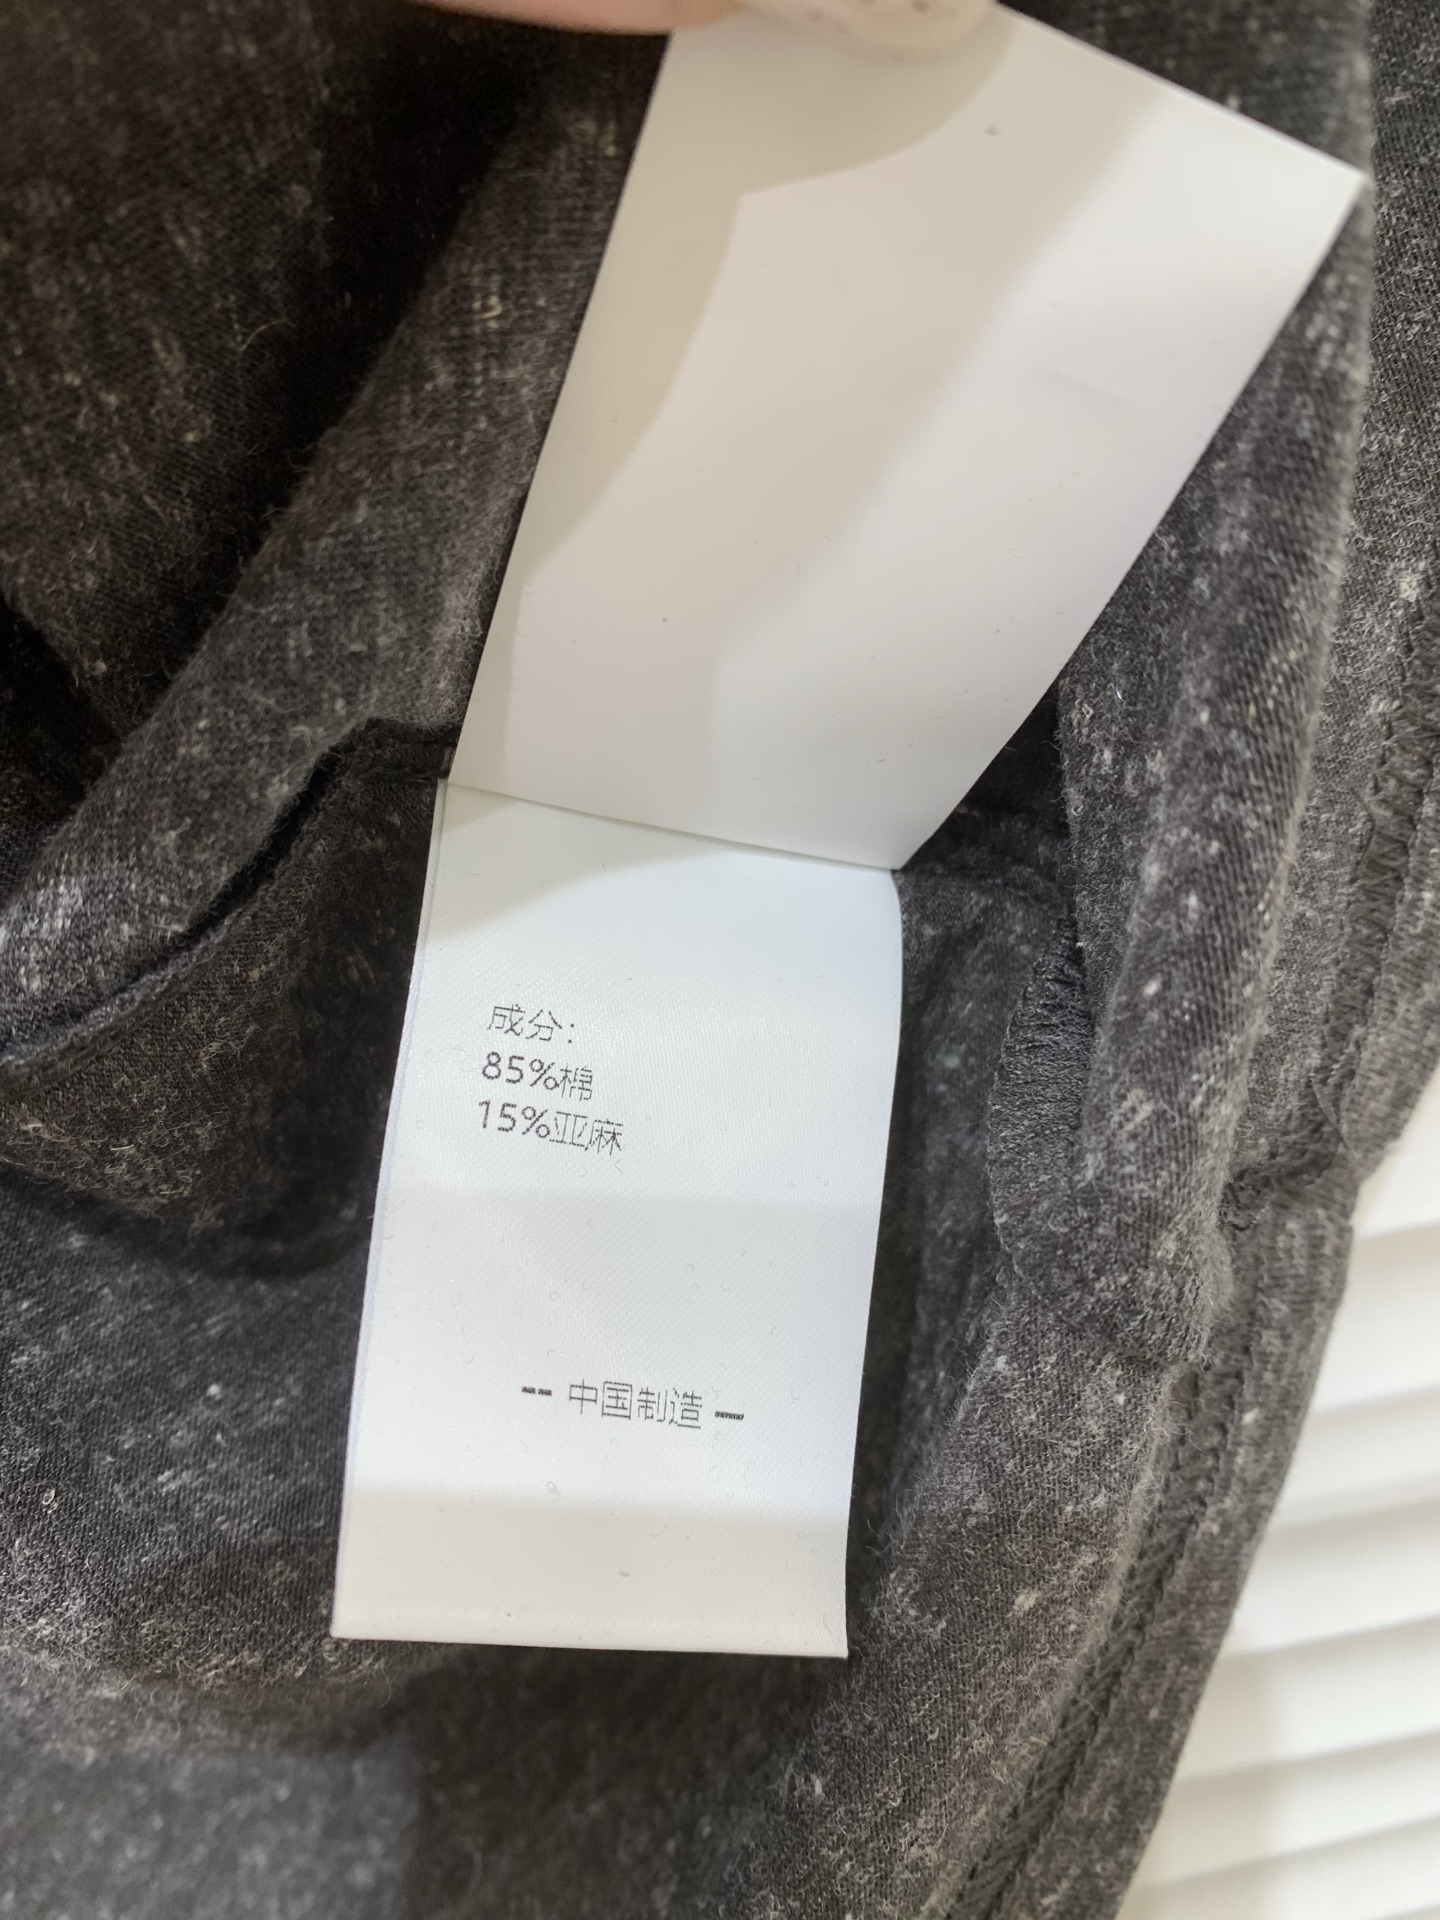 成分：
85%棉
15%亚麻
-- 中国制造 --